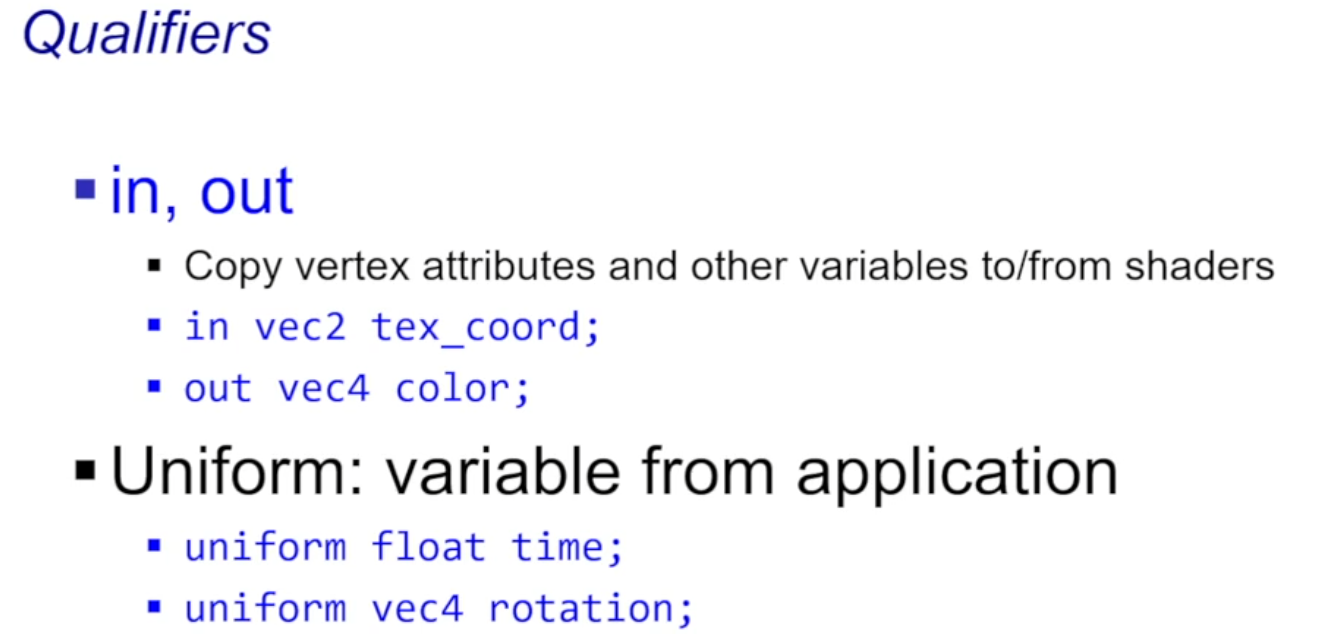 Qualifiers
in, out
Copy vertex attributes and other variables to/from shaders
in vec2 tex_coord;
out vec4 color;
Uniform: variable from application
uniform float time;
uniform vec4 rotation;